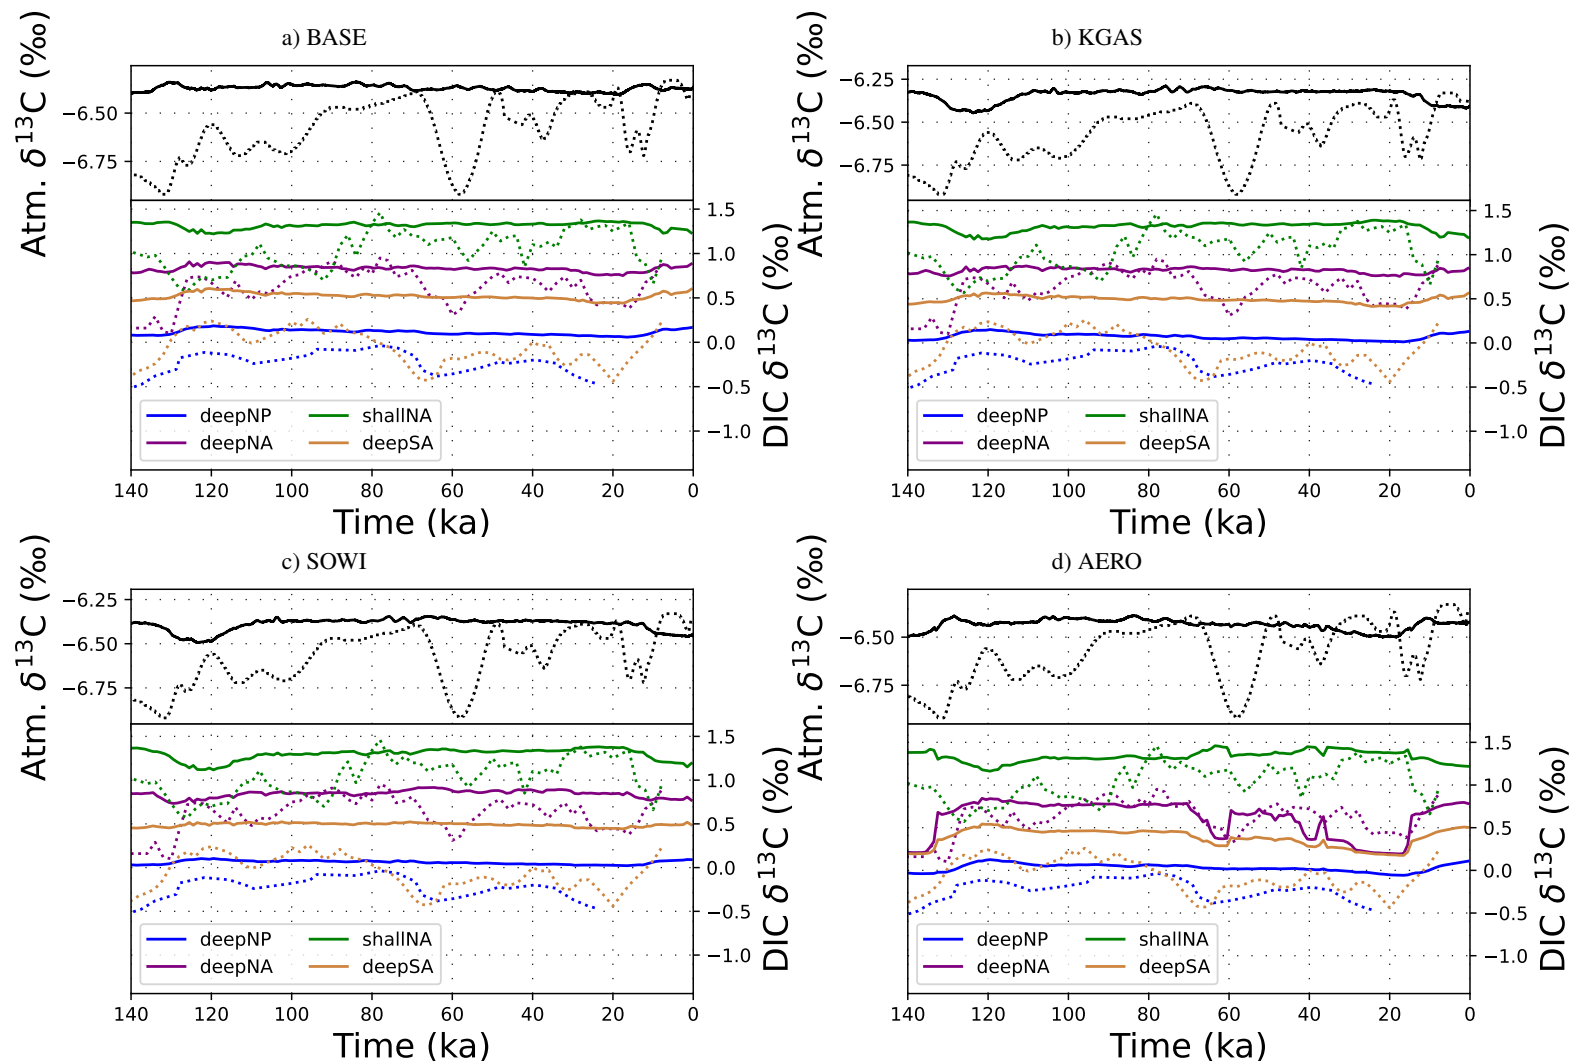 a) BASE
Atm. δ¹³C (‰)
−6.50
−6.75
1.5
1.0
0.5
0.0
−0.5
−1.0
DIC δ¹³C (‰)
deepNP
shallNA
deepNA
deepSA
140 120 100 80 60 40 20 0
Time (ka)
b) KGAS
Atm. δ¹³C (‰)
−6.25
−6.50
−6.75
1.5
1.0
0.5
0.0
−0.5
−1.0
DIC δ¹³C (‰)
deepNP
shallNA
deepNA
deepSA
140 120 100 80 60 40 20 0
Time (ka)
c) SOWI
Atm. δ¹³C (‰)
−6.25
−6.50
−6.75
1.5
1.0
0.5
0.0
−0.5
−1.0
DIC δ¹³C (‰)
deepNP
shallNA
deepNA
deepSA
140 120 100 80 60 40 20 0
Time (ka)
d) AERO
Atm. δ¹³C (‰)
−6.50
−6.75
1.5
1.0
0.5
0.0
−0.5
−1.0
DIC δ¹³C (‰)
deepNP
shallNA
deepNA
deepSA
140 120 100 80 60 40 20 0
Time (ka)